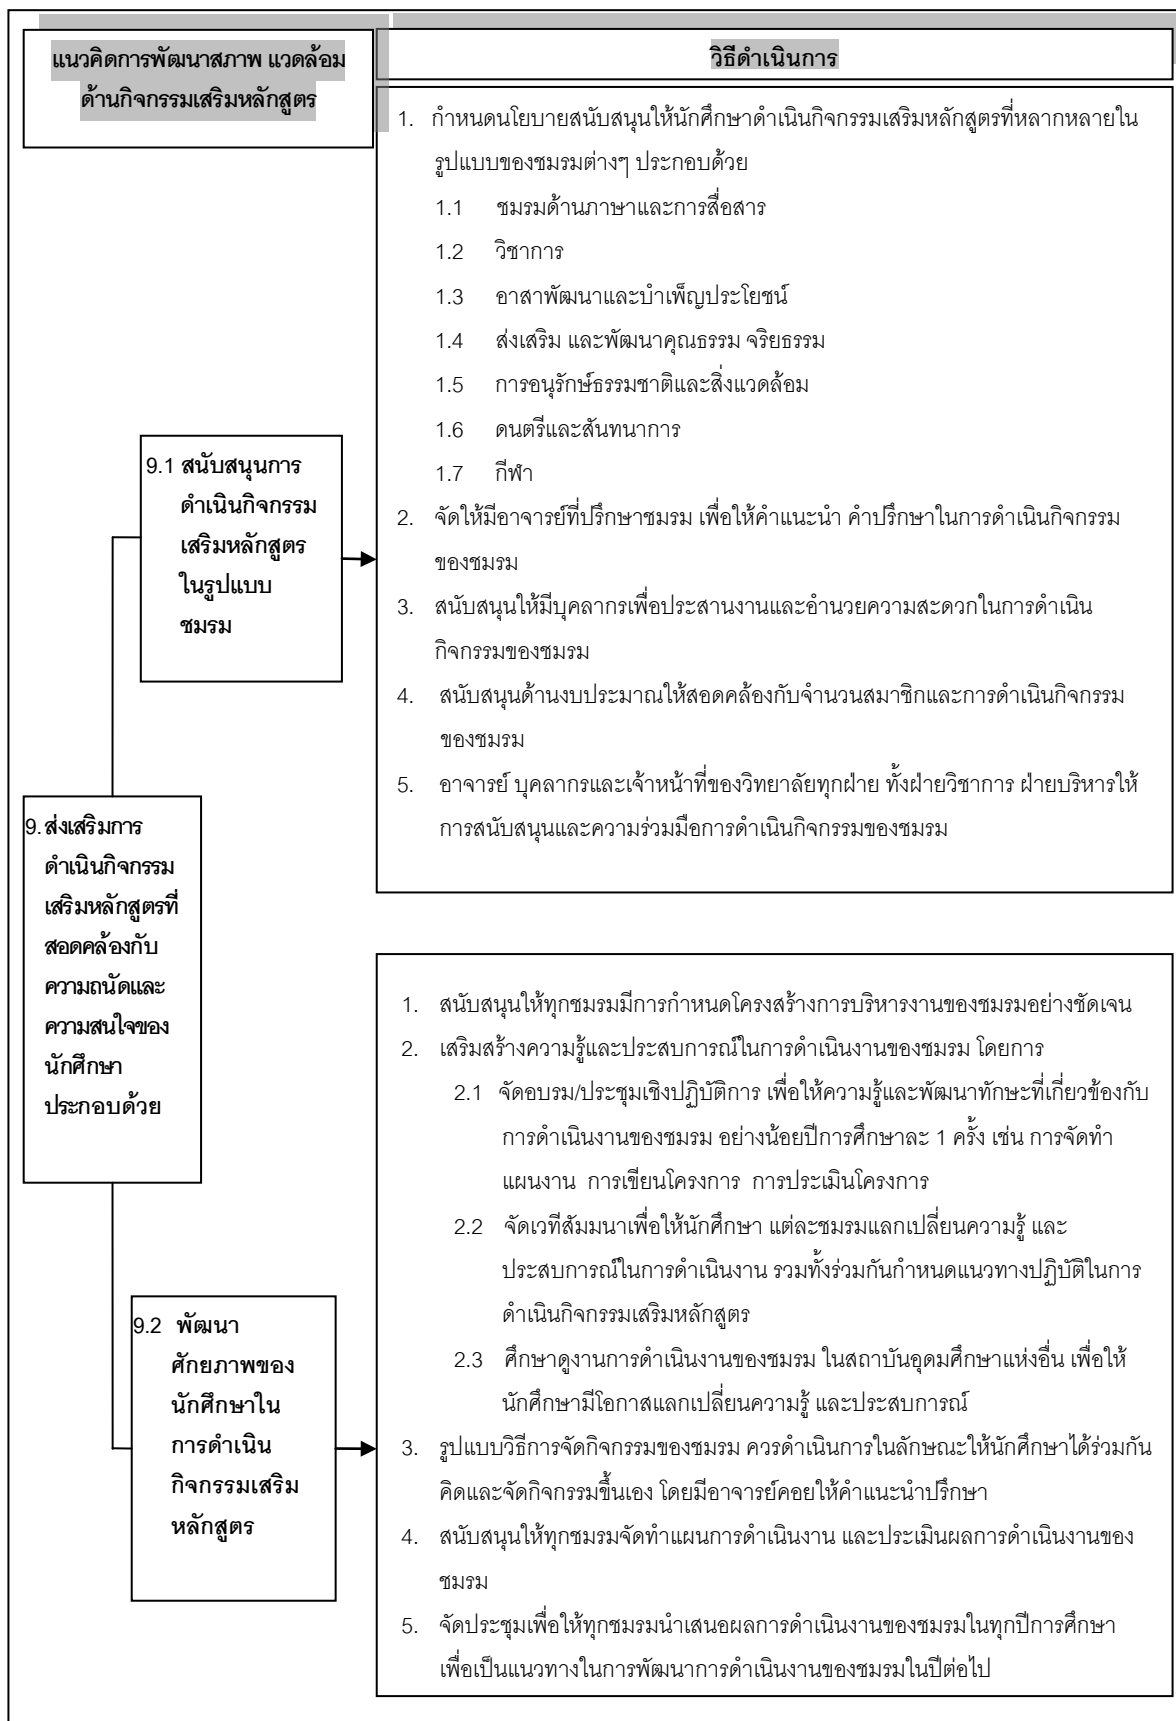 แนวคิดการพัฒนาสภาพ แวดล้อม
ด้านกิจกรรมเสริมหลักสูตร
วิธีดำเนินการ
9. ส่งเสริมการ
ดำเนินกิจกรรม
เสริมหลักสูตรที่
สอดคล้องกับ
ความถนัดและ
ความสนใจของ
นักศึกษา
ประกอบด้วย
9.1 สนับสนุนการ
ดำเนินกิจกรรม
เสริมหลักสูตร
ในรูปแบบ
ชมรม
1. กำหนดนโยบายสนับสนุนให้นักศึกษาดำเนินกิจกรรมเสริมหลักสูตรที่หลากหลายใน
รูปแบบของชมรมต่างๆ ประกอบด้วย
1.1 ชมรมด้านภาษาและการสื่อสาร
1.2 วิชาการ
1.3 อาสาพัฒนาและบำเพ็ญประโยชน์
1.4 ส่งเสริม และพัฒนาคุณธรรม จริยธรรม
1.5 การอนุรักษ์ธรรมชาติและสิ่งแวดล้อม
1.6 ดนตรีและสันทนาการ
1.7 กีฬา
2. จัดให้มีอาจารย์ที่ปรึกษาชมรม เพื่อให้คำแนะนำ คำปรึกษาในการดำเนินกิจกรรม
ของชมรม
3. สนับสนุนให้มีบุคลากรเพื่อประสานงานและอำนวยความสะดวกในการดำเนิน
กิจกรรมของชมรม
4. สนับสนุนด้านงบประมาณให้สอดคล้องกับจำนวนสมาชิกและการดำเนินกิจกรรม
ของชมรม
5. อาจารย์ บุคลากรและเจ้าหน้าที่ของวิทยาลัยทุกฝ่าย ทั้งฝ่ายวิชาการ ฝ่ายบริหารให้
การสนับสนุนและความร่วมมือการดำเนินกิจกรรมของชมรม
9.2 พัฒนา
ศักยภาพของ
นักศึกษาใน
การดำเนิน
กิจกรรมเสริม
หลักสูตร
1. สนับสนุนให้ทุกชมรมมีการกำหนดโครงสร้างการบริหารงานของชมรมอย่างชัดเจน
2. เสริมสร้างความรู้และประสบการณ์ในการดำเนินงานของชมรม โดยการ
2.1 จัดอบรม/ประชุมเชิงปฏิบัติการ เพื่อให้ความรู้และพัฒนาทักษะที่เกี่ยวข้องกับ
การดำเนินงานของชมรม อย่างน้อยปีการศึกษาละ 1 ครั้ง เช่น การจัดทำ
แผนงาน การเขียนโครงการ การประเมินโครงการ
2.2 จัดเวทีสัมมนาเพื่อให้นักศึกษา แต่ละชมรมแลกเปลี่ยนความรู้ และ
ประสบการณ์ในการดำเนินงาน รวมทั้งร่วมกันกำหนดแนวทางปฏิบัติในการ
ดำเนินกิจกรรมเสริมหลักสูตร
2.3 ศึกษาดูงานการดำเนินงานของชมรม ในสถาบันอุดมศึกษาแห่งอื่น เพื่อให้
นักศึกษามีโอกาสแลกเปลี่ยนความรู้ และประสบการณ์
3. รูปแบบวิธีการจัดกิจกรรมของชมรม ควรดำเนินการในลักษณะให้นักศึกษาได้ร่วมกัน
คิดและจัดกิจกรรมขึ้นเอง โดยมีอาจารย์คอยให้คำแนะนำปรึกษา
4. สนับสนุนให้ทุกชมรมจัดทำแผนการดำเนินงาน และประเมินผลการดำเนินงานของ
ชมรม
5. จัดประชุมเพื่อให้ทุกชมรมนำเสนอผลการดำเนินงานของชมรมในทุกปีการศึกษา
เพื่อเป็นแนวทางในการพัฒนาการดำเนินงานของชมรมในปีต่อไป